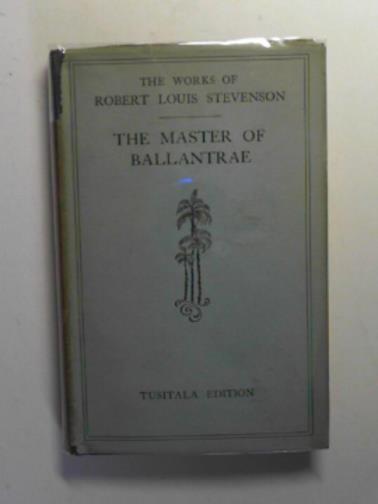 THE WORKS OF
ROBERT LOUIS STEVENSON
THE MASTER OF
BALLANTRAE
TUSITALA EDITION